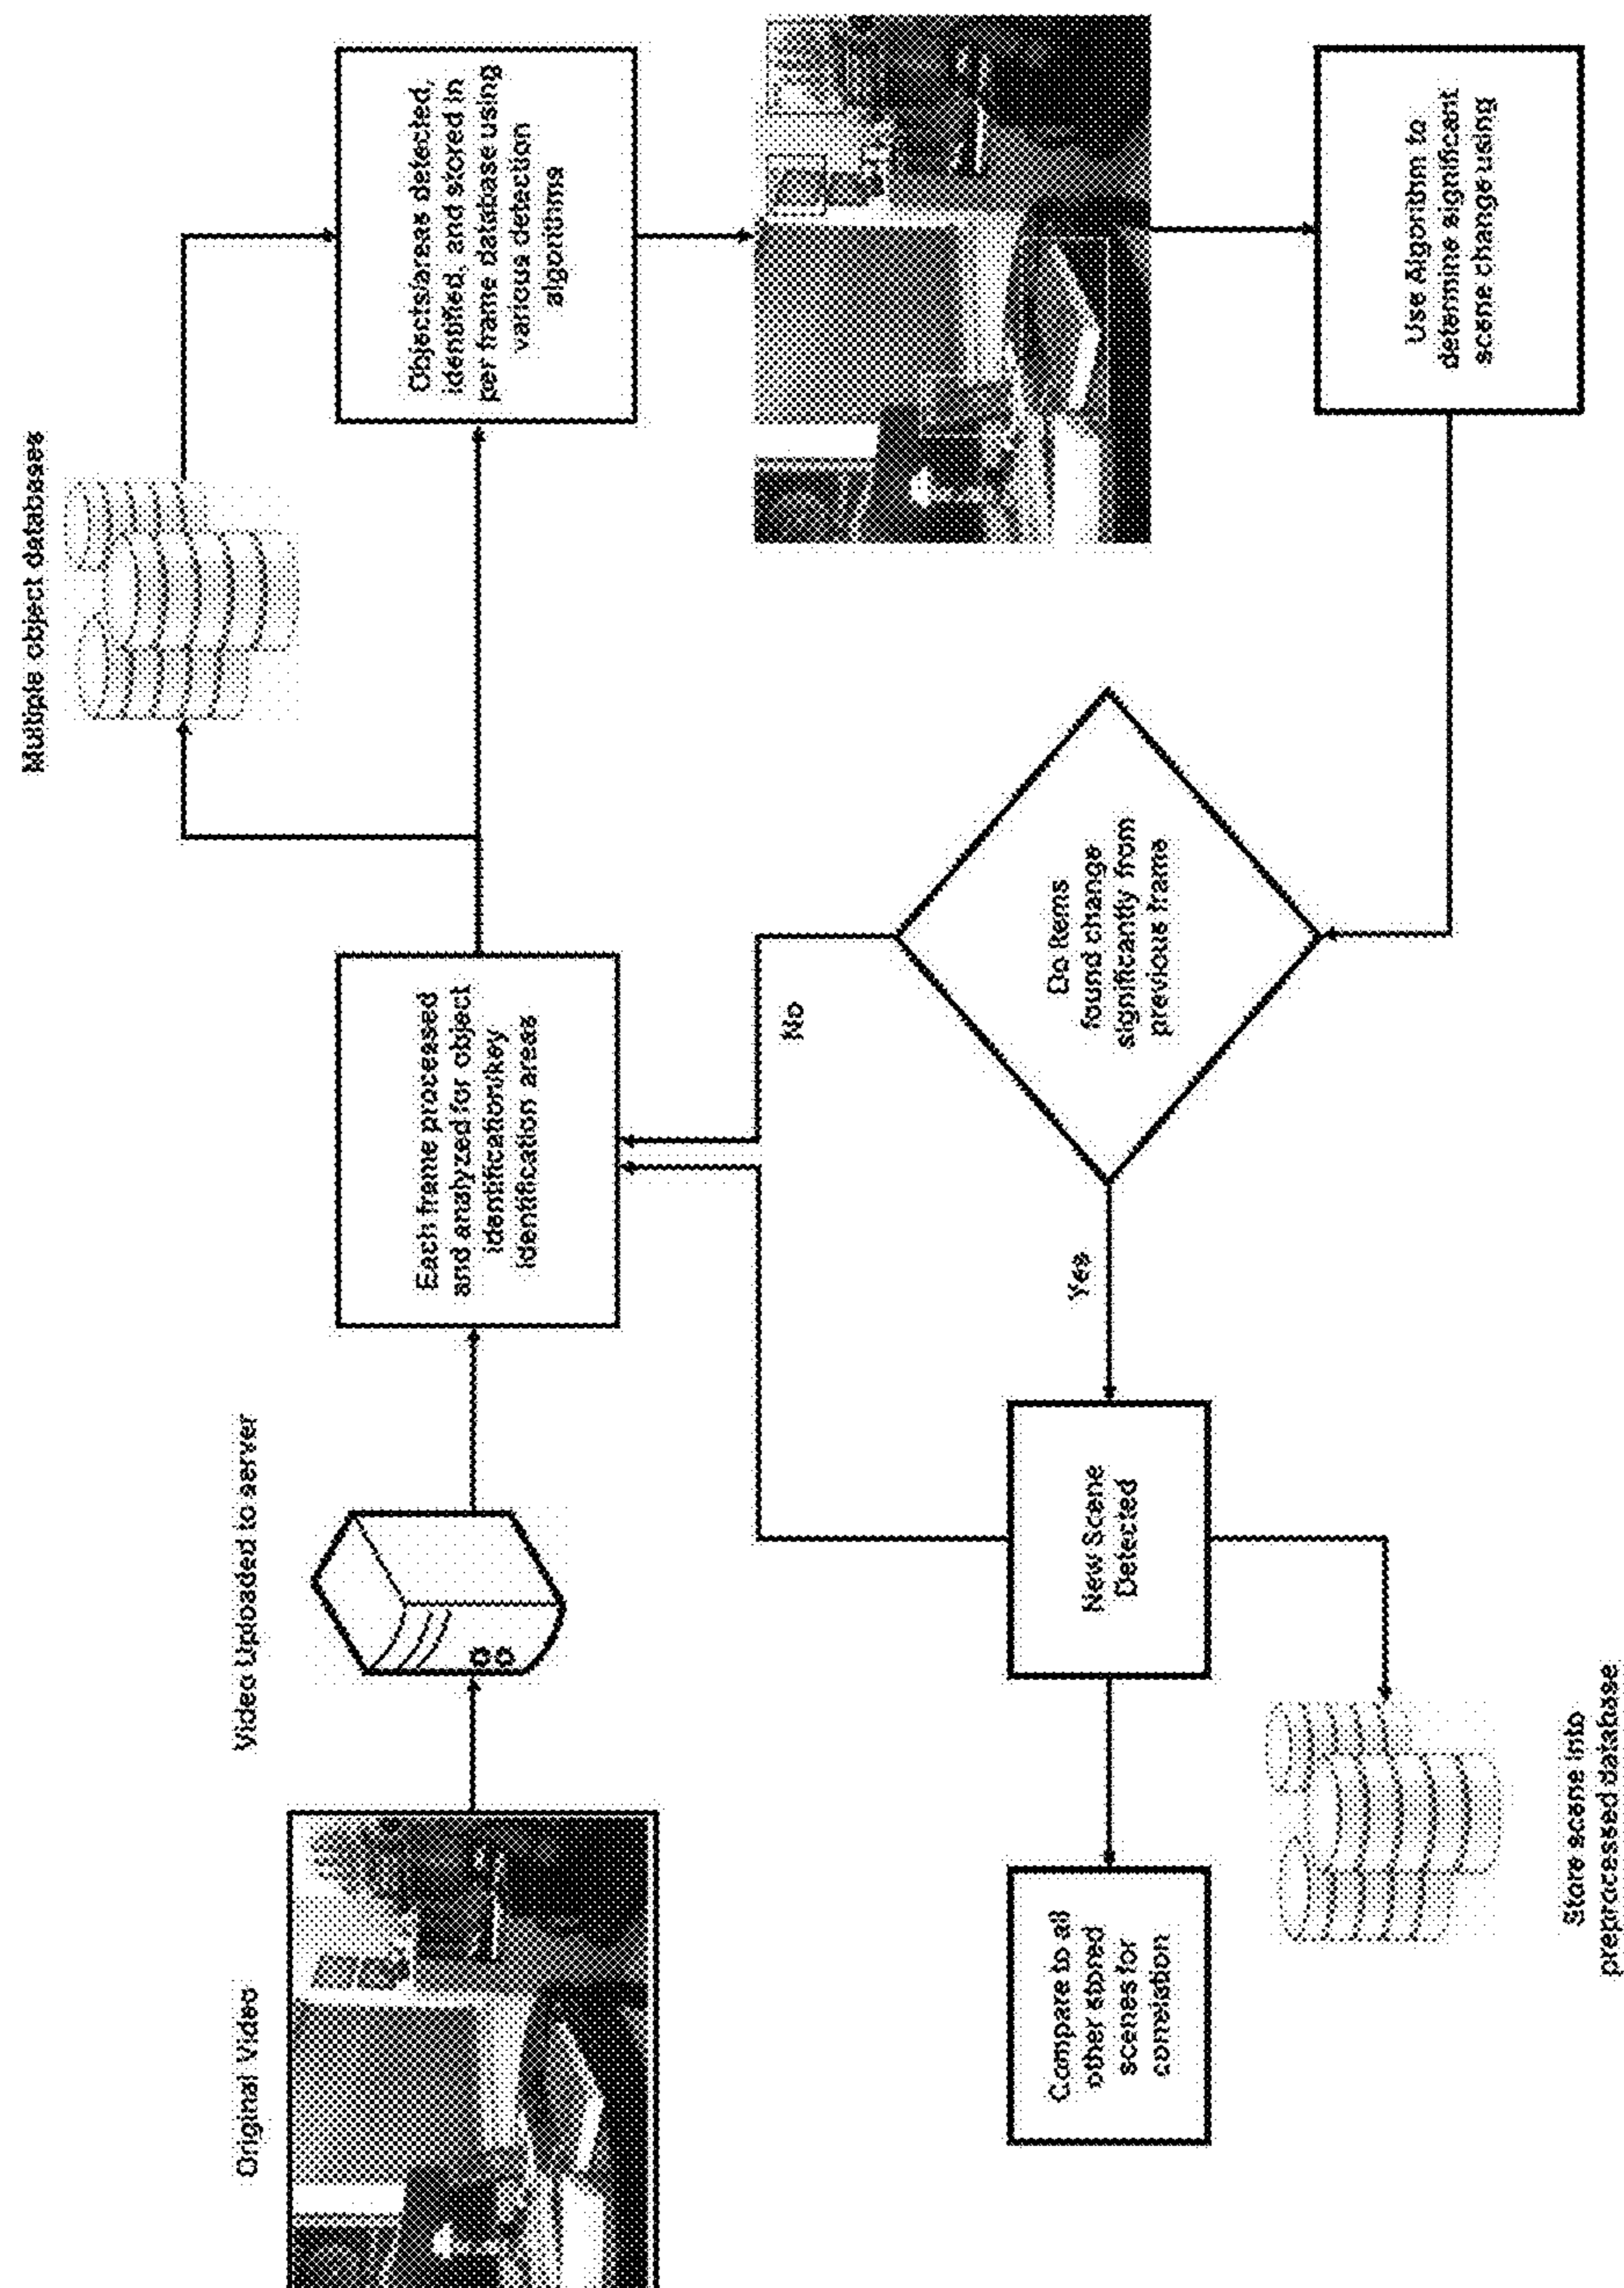 Original Video
Video Uploaded to server
Each frame processed
and analyzed for object
identification/key
identification areas
Multiple object databases
Objects/areas detected,
identified, and stored in
per frame database using
various detection
algorithms
Use Algorithm to
determine significant
scene change using
Do items
found change
significantly from
previous frame
No
Yes
New Scene
Detected
Compare to all
other stored
scenes for
correlation
Store scene into
preprocessed database